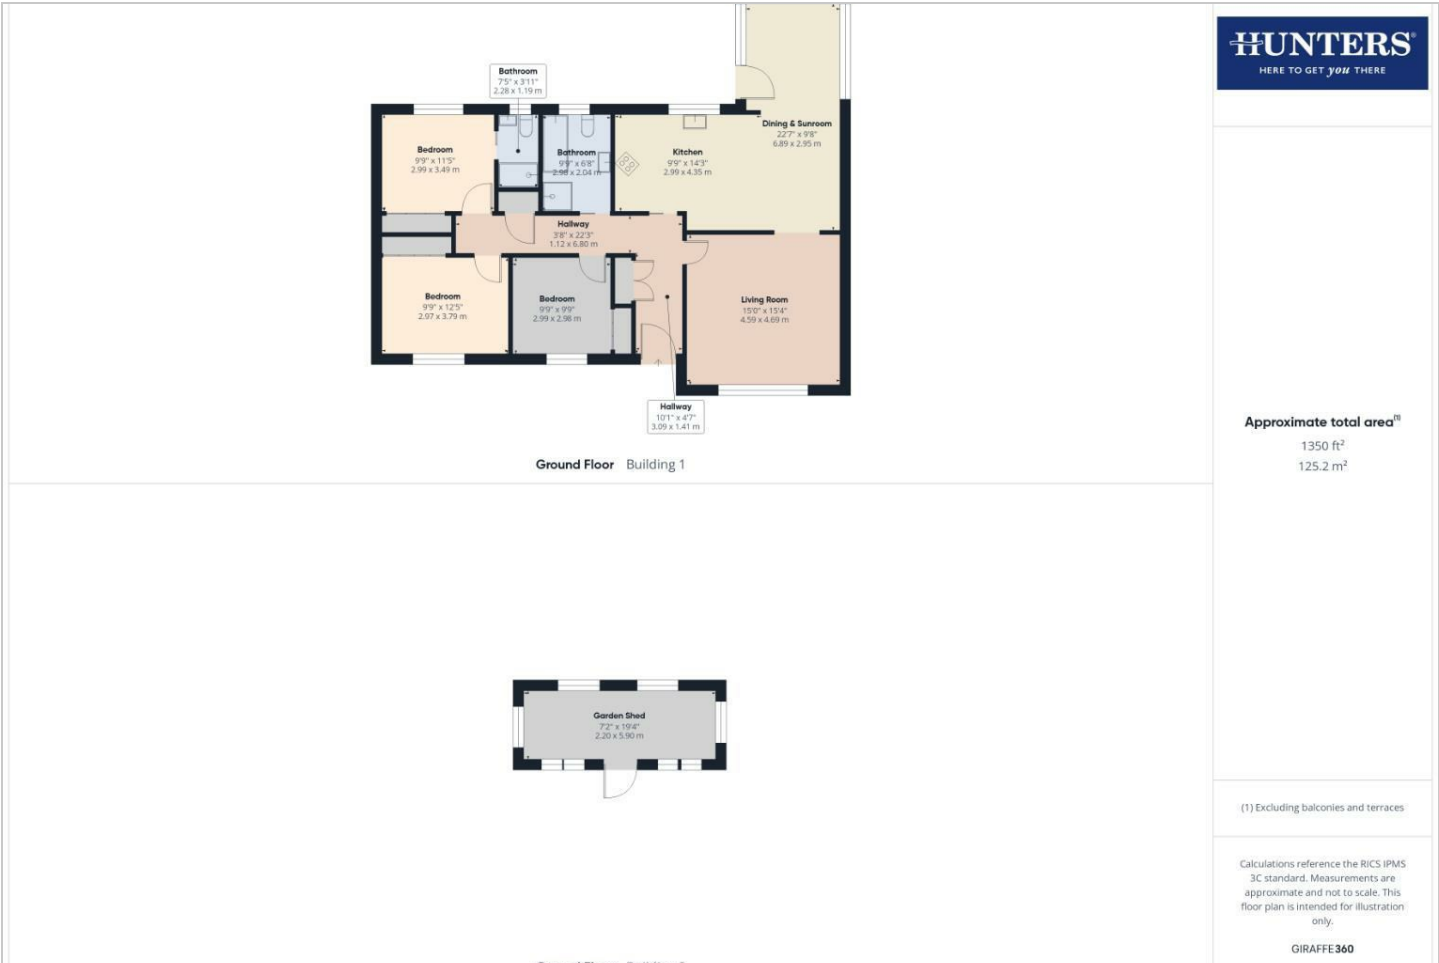 HUNTERS®
HERE TO GET you THERE
Bathroom
7'5" x 3'11"
2.28 x 1.19 m
Dining & Sunroom
22'7" x 9'8"
6.89 x 2.95 m
Bedroom
9'9" x 11'5"
2.99 x 3.49 m
Bathroom
9'9" x 6'8"
2.98 x 2.04 m
Kitchen
9'9" x 14'3"
2.99 x 4.35 m
Hallway
3'8" x 22'3"
1.12 x 6.80 m
Bedroom
9'9" x 12'5"
2.97 x 3.79 m
Bedroom
9'9" x 9'9"
2.99 x 2.98 m
Living Room
15'0" x 15'4"
4.59 x 4.69 m
Hallway
10'1" x 4'7"
3.09 x 1.41 m
Ground Floor Building 1
Garden Shed
7'2" x 19'4"
2.20 x 5.90 m
Approximate total area(1)
1350 ft²
125.2 m²
(1) Excluding balconies and terraces
Calculations reference the RICS IPMS
3C standard. Measurements are
approximate and not to scale. This
floor plan is intended for illustration
only.
GIRAFFE360